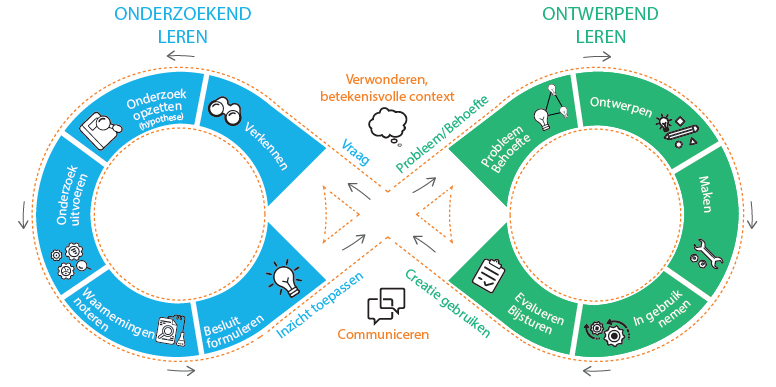 ONDERZOEKEND
LEREN
ONTWERPEND
LEREN
Verwonderen,
betekenisvolle context
Vraag
Probleem/Behoefte
Verkennen
Onderzoek
opzetten
(hypothese)
Onderzoek
uitvoeren
Waarnemingen
noteren
Besluit
formuleren
Inzicht toepassen
Probleem
Behoefte
Ontwerpen
Maken
In gebruik
nemen
Evalueren
Bijsturen
Creatie gebruiken
Communiceren